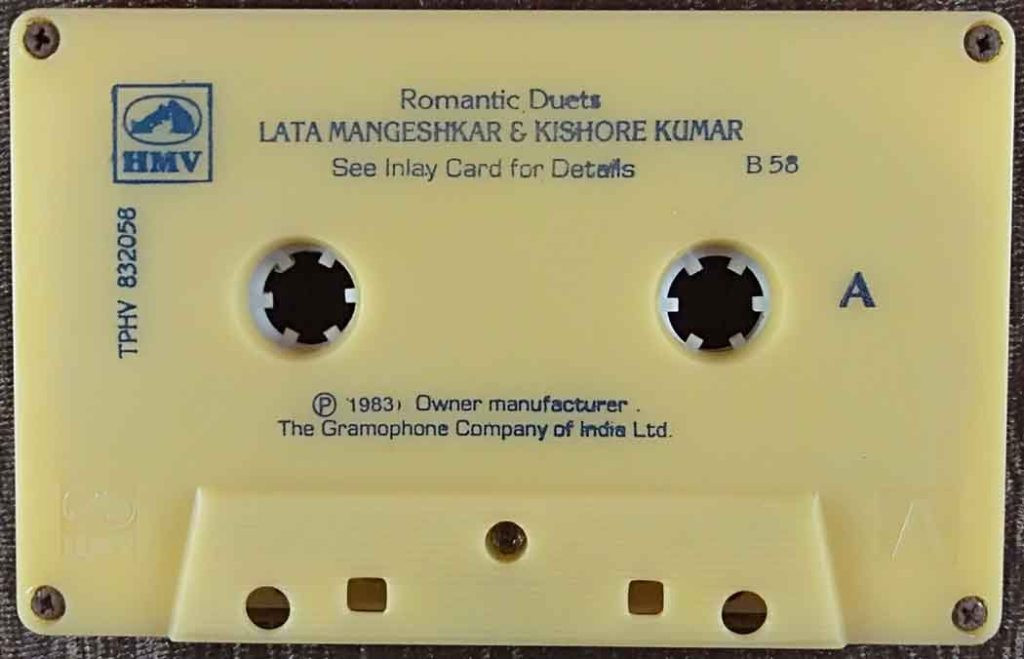 Romantic Duets
LATA MANGESHKAR & KISHORE KUMAR
See Inlay Card for Details
B 58
HMV
TPHV 832058
A
Ⓟ 1983, Owner manufacturer .
The Gramophone Company of India Ltd.